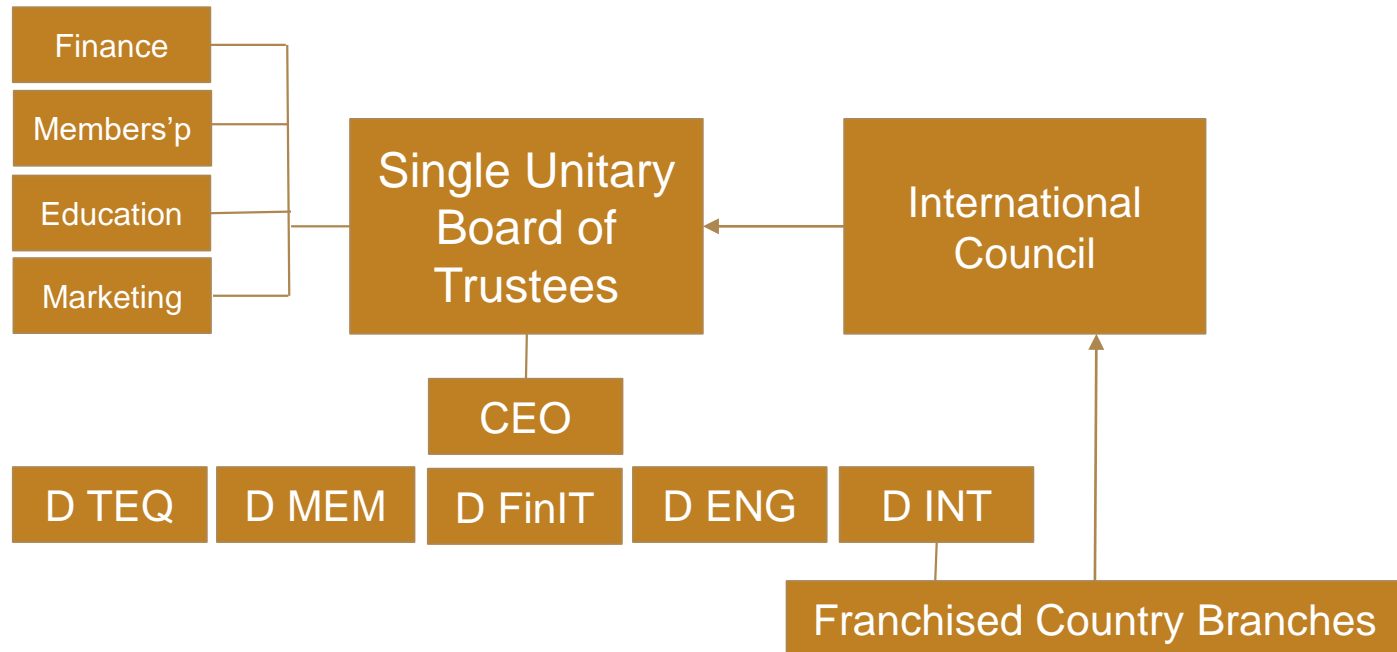 Finance
Members’p
Education
Marketing
Single Unitary
Board of
Trustees
International
Council
CEO
D TEQ
D MEM
D FinIT
D ENG
D INT
Franchised Country Branches